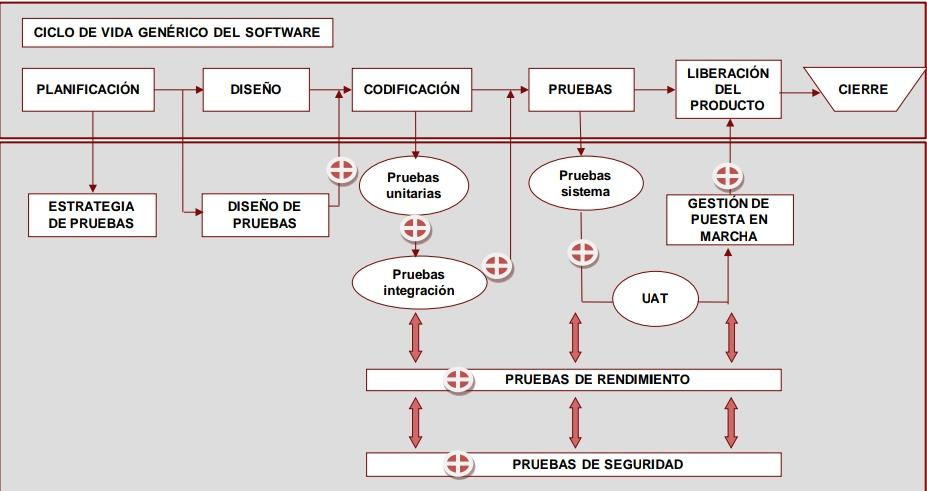 CICLO DE VIDA GENÉRICO DEL SOFTWARE
PLANIFICACIÓN
DISEÑO
CODIFICACIÓN
PRUEBAS
LIBERACIÓN
DEL
PRODUCTO
CIERRE
ESTRATEGIA
DE PRUEBAS
DISEÑO DE
PRUEBAS
Pruebas
unitarias
Pruebas
integración
Pruebas
sistema
UAT
GESTIÓN DE
PUESTA EN
MARCHA
PRUEBAS DE RENDIMIENTO
PRUEBAS DE SEGURIDAD